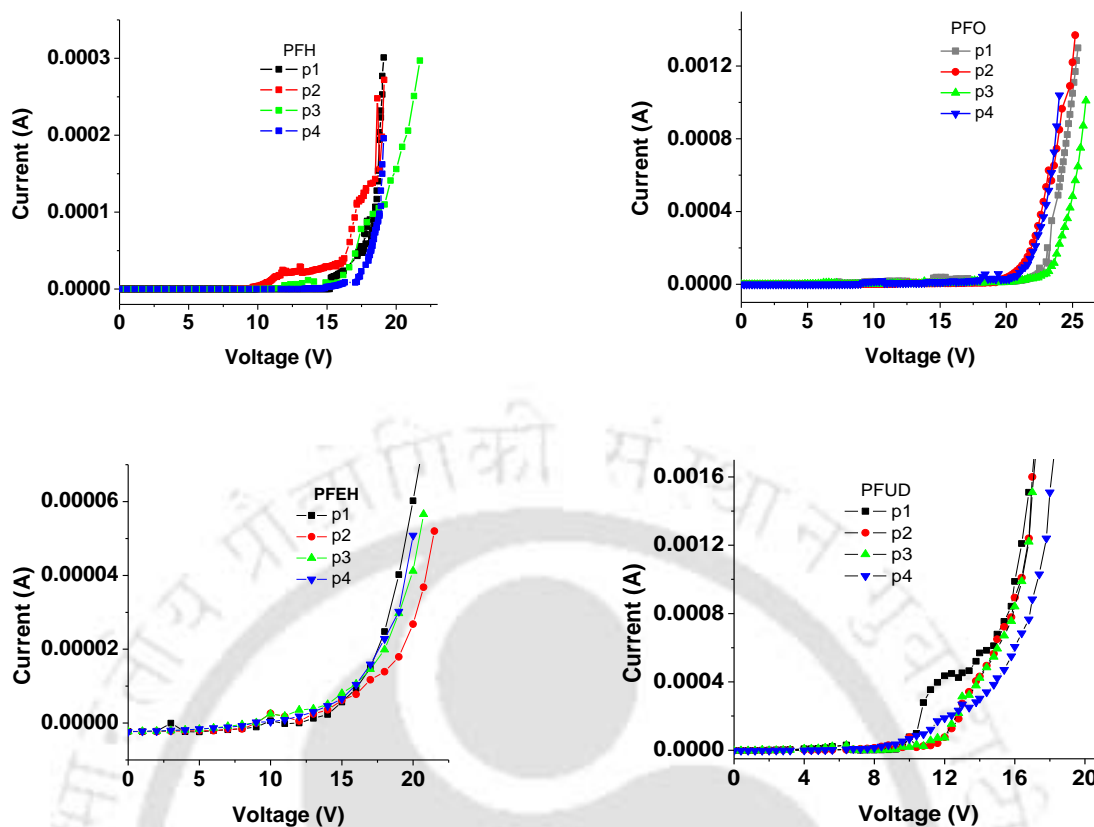 PFH
p1
p2
p3
p4
0.0003
0.0002
0.0001
0.0000
Current (A)
0 5 10 15 20
Voltage (V)
PFO
p1
p2
p3
p4
0.0012
0.0008
0.0004
0.0000
Current (A)
0 5 10 15 20 25
Voltage (V)
PFEH
p1
p2
p3
p4
0.00006
0.00004
0.00002
0.00000
Current (A)
0 5 10 15 20
Voltage (V)
PFUD
p1
p2
p3
p4
0.0016
0.0012
0.0008
0.0004
0.0000
Current (A)
0 4 8 12 16 20
Voltage (V)
प्रौद्योगिकी संस्थान